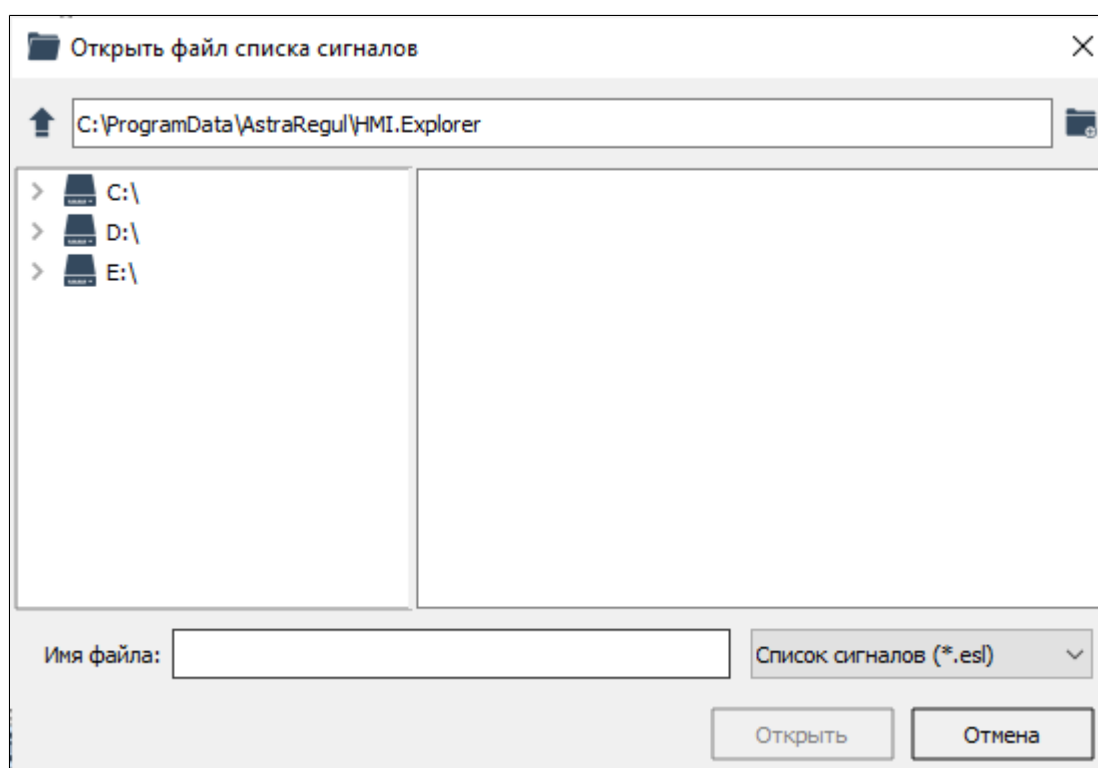 Открыть файл списка сигналов
C:\ProgramData\AstraRegul\HMI.Explorer
C:\
D:\
E:\
Имя файла:
Список сигналов (*.esl)
Открыть
Отмена